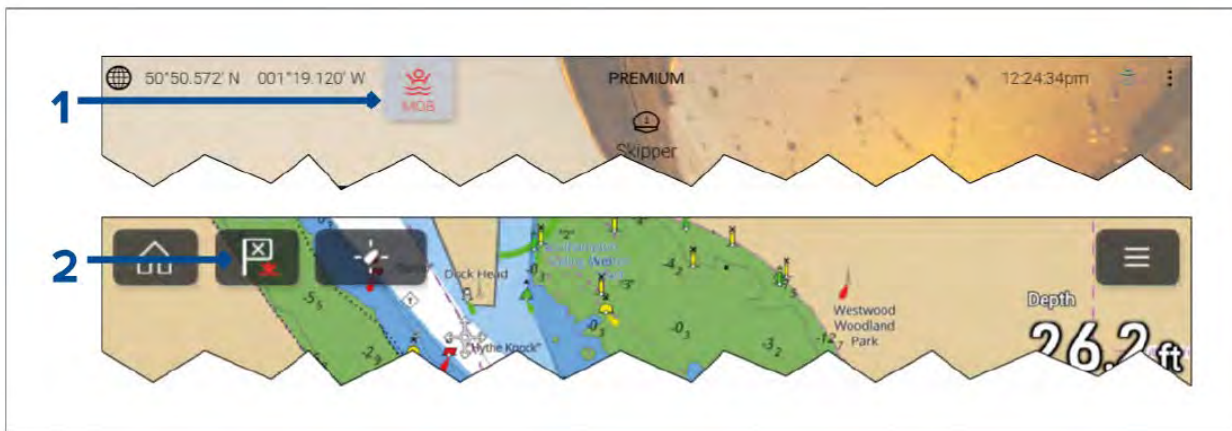 50°50.572' N 001°19.120' W
PREMIUM
12:24:34pm
1
MOB
Skipper
2
Dock Head
"Hythe Knock"
Westwood
Woodland
Park
Depth
26.2 ft